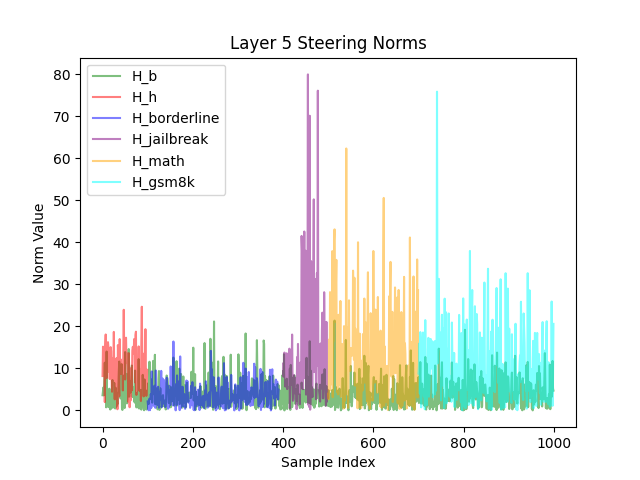 Layer 5 Steering Norms
H_b
H_h
H_borderline
H_jailbreak
H_math
H_gsm8k
Norm Value
80
70
60
50
40
30
20
10
0
0 200 400 600 800 1000
Sample Index